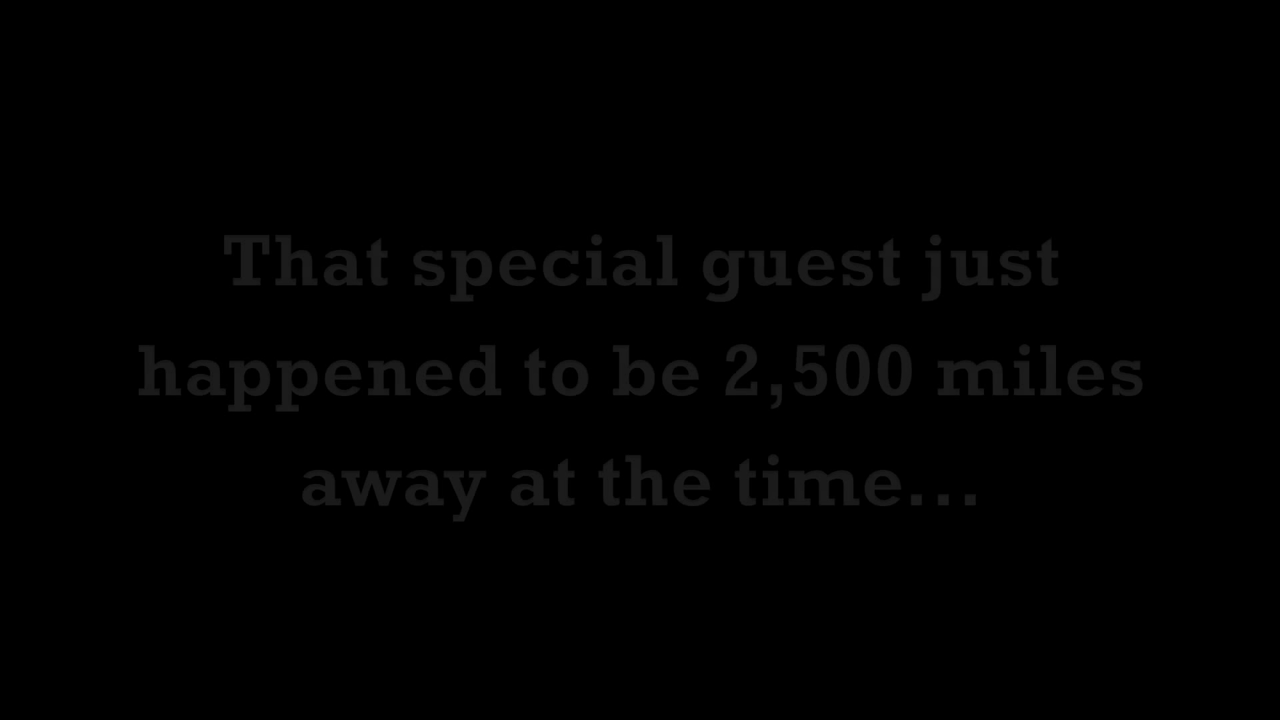 That special guest just
happened to be 2,500 miles
away at the time...